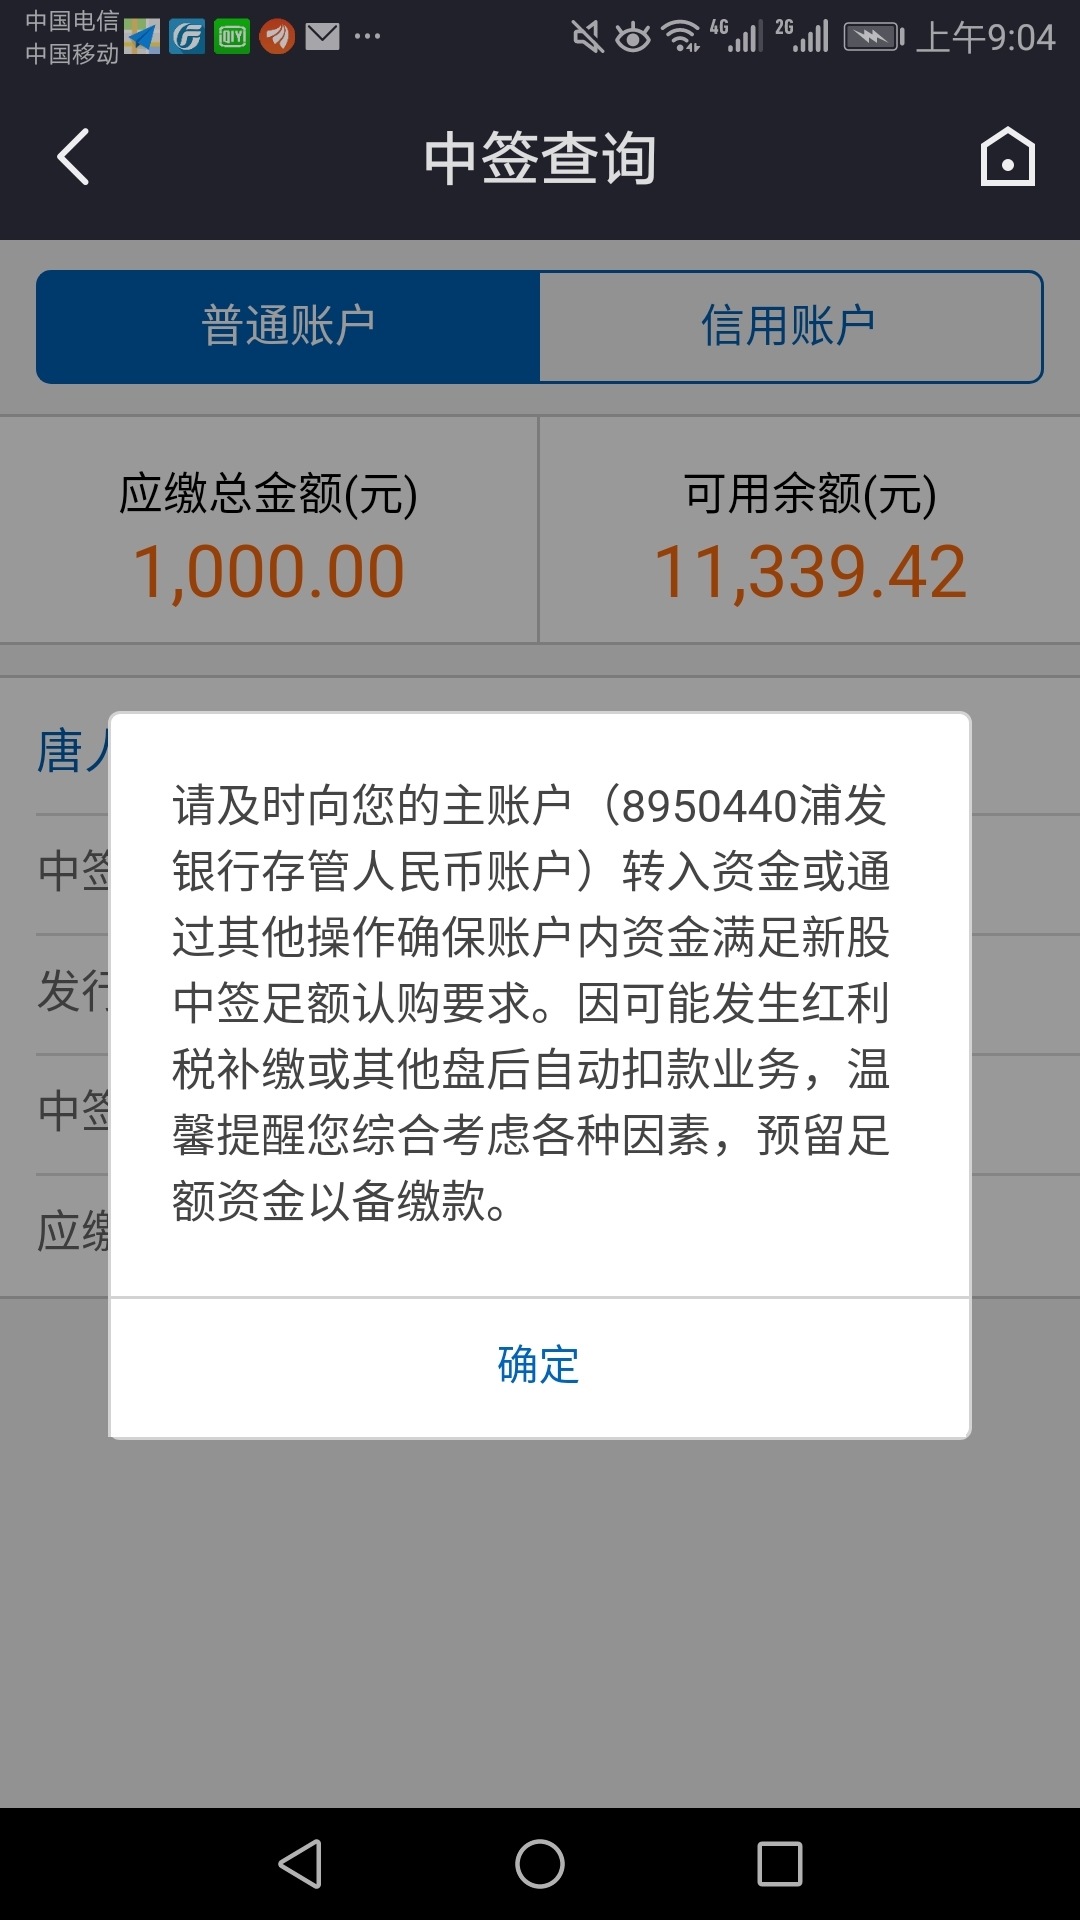 中国电信
中国移动
4G
2G
上午9:04
中签查询
普通账户
信用账户
应缴总金额(元)
可用余额(元)
1,000.00
11,339.42
唐人
请及时向您的主账户（8950440浦发
银行存管人民币账户）转入资金或通
过其他操作确保账户内资金满足新股
中签足额认购要求。因可能发生红利
税补缴或其他盘后自动扣款业务，温
馨提醒您综合考虑各种因素，预留足
额资金以备缴款。
确定
中签
发行
中签
应缴